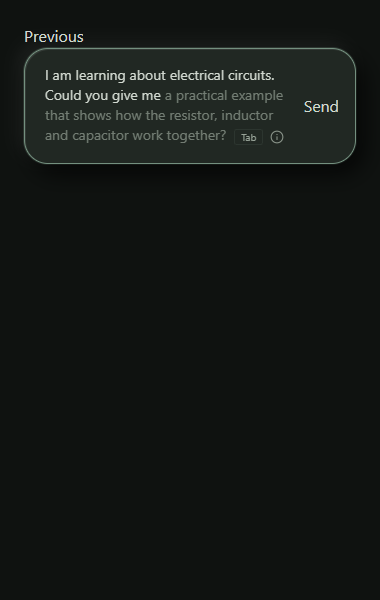 Previous
I am learning about electrical circuits.
Could you give me a practical example
that shows how the resistor, inductor
and capacitor work together? Tab
Send